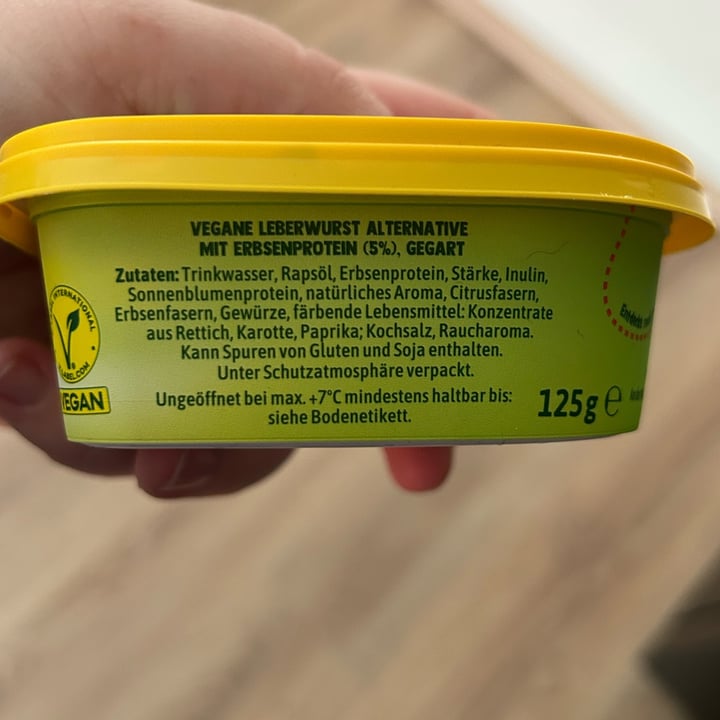 VEGANE LEBERWURST ALTERNATIVE
MIT ERBSENPROTEIN (5%), GEGART
Zutaten: Trinkwasser, Rapsöl, Erbsenprotein, Stärke, Inulin,
Sonnenblumenprotein, natürliches Aroma, Citrusfasern,
Erbsenfasern, Gewürze, färbende Lebensmittel: Konzentrate
aus Rettich, Karotte, Paprika; Kochsalz, Raucharoma.
Kann Spuren von Gluten und Soja enthalten.
Unter Schutzatmosphäre verpackt.
Ungeöffnet bei max. +7°C mindestens haltbar bis:
siehe Bodenetikett.
125g e
INTERNATIONAL
VEGAN
Entdecke